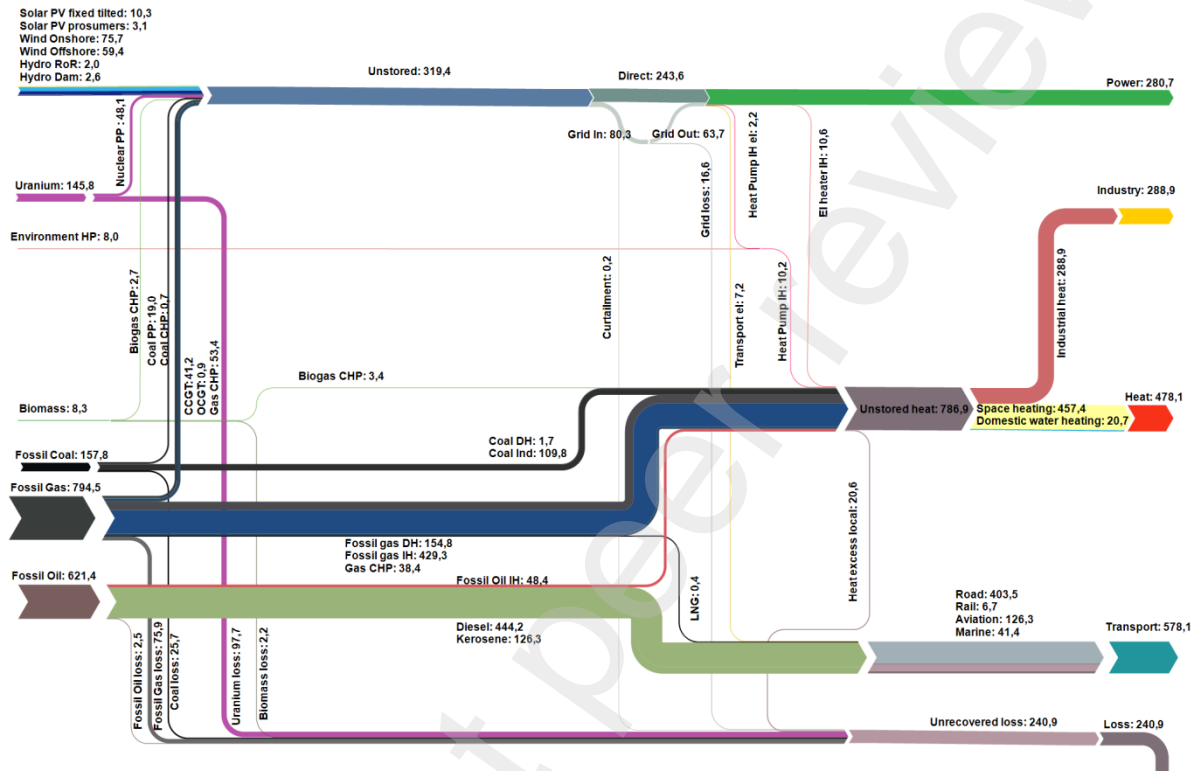 Solar PV fixed tilted: 10,3
Solar PV prosumers: 3,1
Wind Onshore: 75,7
Wind Offshore: 59,4
Hydro RoR: 2,0
Hydro Dam: 2,6
Unstored: 319,4
Direct: 243,6
Power: 280,7
Nuclear PP : 48,1
Grid In: 80,3
Grid Out: 63,7
Heat Pump IH el: 2,2
El heater IH: 10,6
Uranium: 145,8
Industry: 288,9
Grid loss: 16,6
Environment HP: 8,0
Biogas CHP: 2,7
Coal PP: 19,0
Coal CHP: 0,7
Curtailment: 0,2
Transport el: 7,2
Heat Pump IH: 10,2
Industrial heat: 288,9
CCGT: 41,2
OCGT: 0,9
Gas CHP: 53,4
Biogas CHP: 3,4
Biomass: 8,3
Unstored heat: 786,9
Space heating: 457,4
Domestic water heating: 20,7
Heat: 478,1
Coal DH: 1,7
Coal Ind: 109,8
Fossil Coal: 157,8
Fossil Gas: 794,5
Heat excess local: 20,6
Fossil gas DH: 154,8
Fossil gas IH: 429,3
Gas CHP: 38,4
Fossil Oil: 621,4
Fossil Oil IH: 48,4
LNG: 0,4
Diesel: 444,2
Kerosene: 126,3
Road: 403,5
Rail: 6,7
Aviation: 126,3
Marine: 41,4
Transport: 578,1
Fossil Oil loss: 2,5
Fossil Gas loss: 75,9
Coal loss: 25,7
Uranium loss: 97,7
Biomass loss: 2,2
Unrecovered loss: 240,9
Loss: 240,9
t peer review